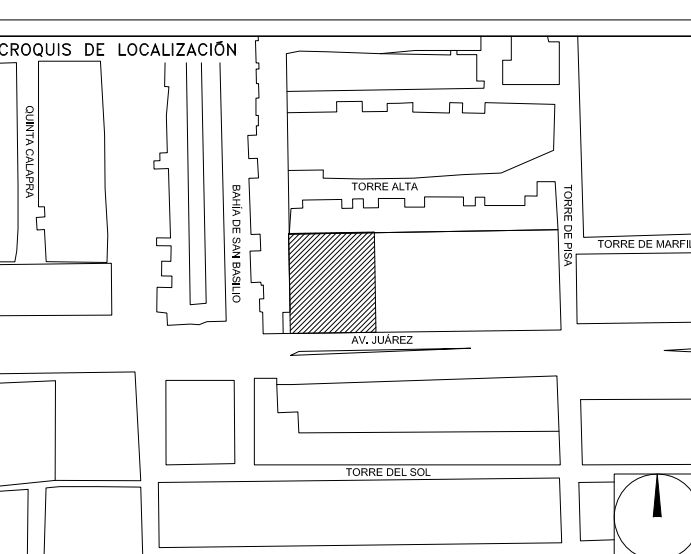 CROQUIS DE LOCALIZACIÓN
QUINTA CALAPRA
BAHÍA DE SAN BASILIO
TORRE ALTA
TORRE DE PISA
TORRE DE MARFIL
AV. JUÁREZ
TORRE DEL SOL